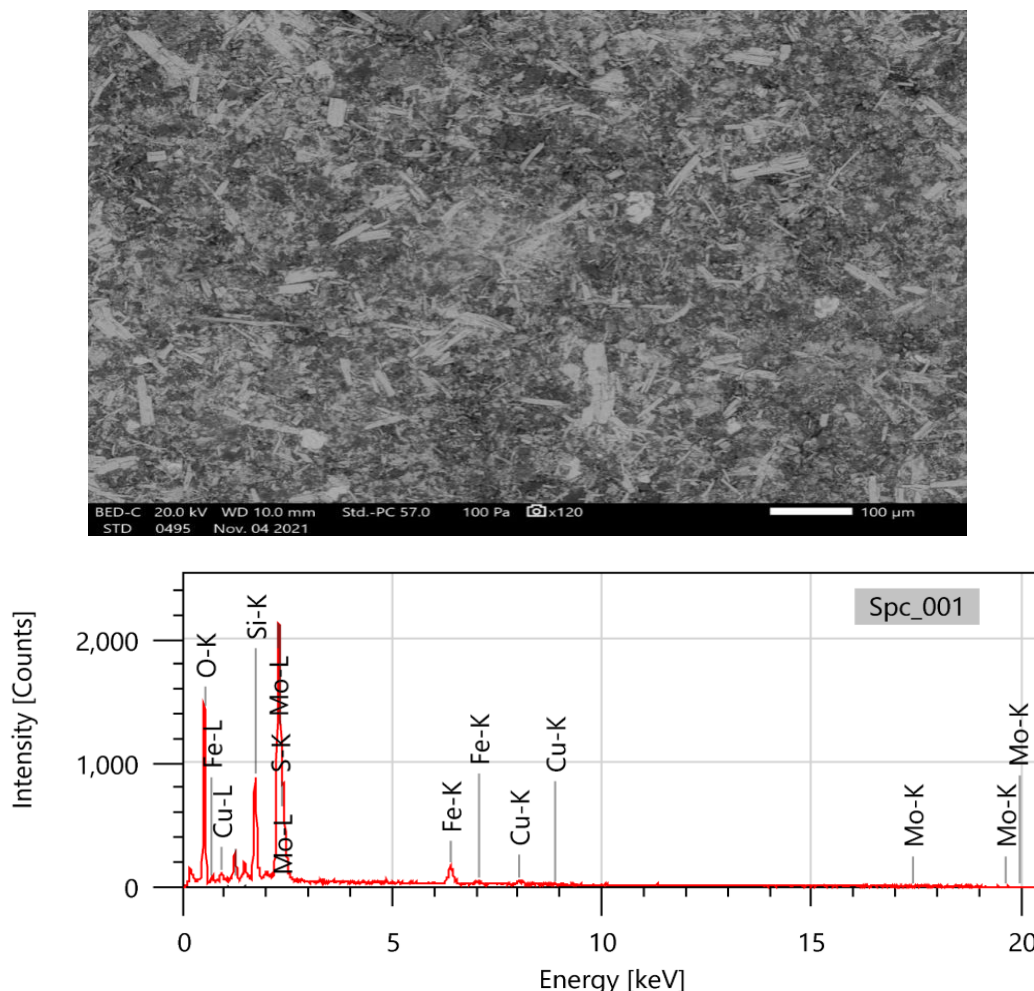 BED-C 20.0 kV WD 10.0 mm Std.-PC 57.0 100 Pa x120 100 µm
STD 0495 Nov. 04 2021
Spc_001
Intensity [Counts]
2,000
1,000
0
O-K
Fe-L
Cu-L
Si-K
Mo-L
S-K
Mo-L
Fe-K
Fe-K
Cu-K
Cu-K
Mo-K
Mo-K
Mo-K
0 5 10 15 20
Energy [keV]